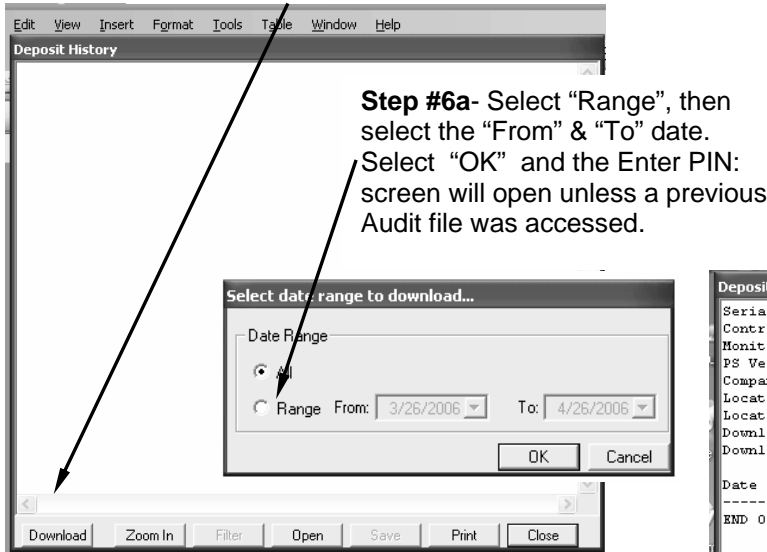 Edit View Insert Format Tools Table Window Help
Deposit History
Step #6a- Select “Range”, then
select the “From” & “To” date.
Select “OK” and the Enter PIN:
screen will open unless a previous
Audit file was accessed.
Select date range to download...
Date Range
All
Range From: 3/26/2006 To: 4/26/2006
OK Cancel
Download Zoom In Filter Open Save Print Close
Deposit
Seria
Contr
Monit
PS Ve
Compa
Locat
Locat
Downl
Downl
Date
-----
END O